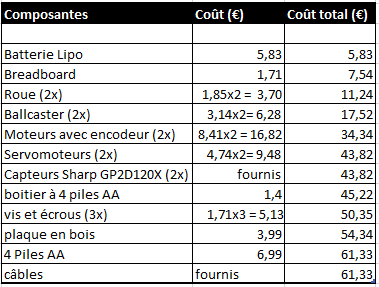 Composantes Coût (€) Coût total (€)
Batterie Lipo 5,83 5,83
Breadboard 1,71 7,54
Roue (2x) 1,85x2 = 3,70 11,24
Ballcaster (2x) 3,14x2= 6,28 17,52
Moteurs avec encodeur (2x) 8,41x2 = 16,82 34,34
Servomoteurs (2x) 4,74x2= 9,48 43,82
Capteurs Sharp GP2D120X (2x) fournis 43,82
boitier à 4 piles AA 1,4 45,22
vis et écrous (3x) 1,71x3 = 5,13 50,35
plaque en bois 3,99 54,34
4 Piles AA 6,99 61,33
câbles fournis 61,33